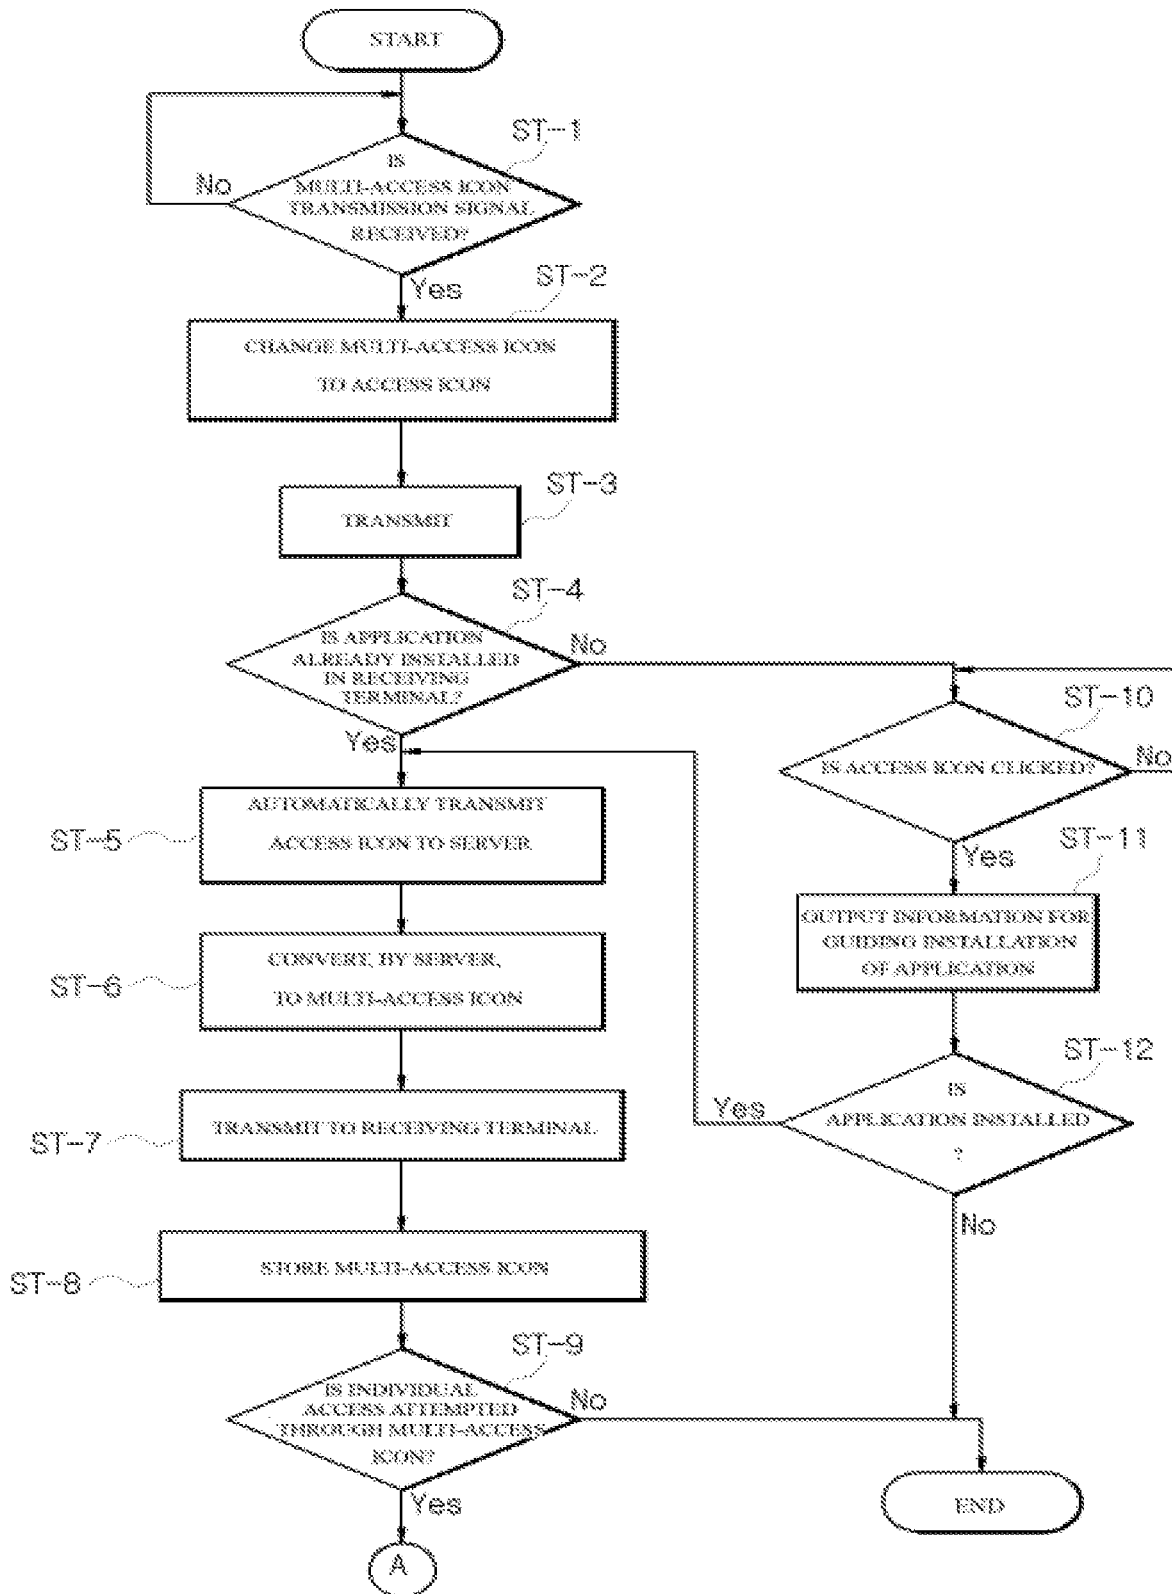 START
ST-1
IS
MULTI-ACCESS ICON
TRANSMISSION SIGNAL
RECEIVED?
No
Yes
ST-2
CHANGE MULTI-ACCESS ICON
TO ACCESS ICON
ST-3
TRANSMIT
ST-4
IS APPLICATION
ALREADY INSTALLED
IN RECEIVING
TERMINAL?
No
Yes
ST-10
IS ACCESS ICON CLICKED?
No
Yes
ST-5
AUTOMATICALLY TRANSMIT
ACCESS ICON TO SERVER
ST-11
OUTPUT INFORMATION FOR
GUIDING INSTALLATION
OF APPLICATION
ST-6
CONVERT, BY SERVER,
TO MULTI-ACCESS ICON
ST-12
IS
APPLICATION INSTALLED
?
Yes
No
ST-7
TRANSMIT TO RECEIVING TERMINAL
ST-8
STORE MULTI-ACCESS ICON
ST-9
IS INDIVIDUAL
ACCESS ATTEMPTED
THROUGH MULTI-ACCESS
ICON?
No
Yes
END
A